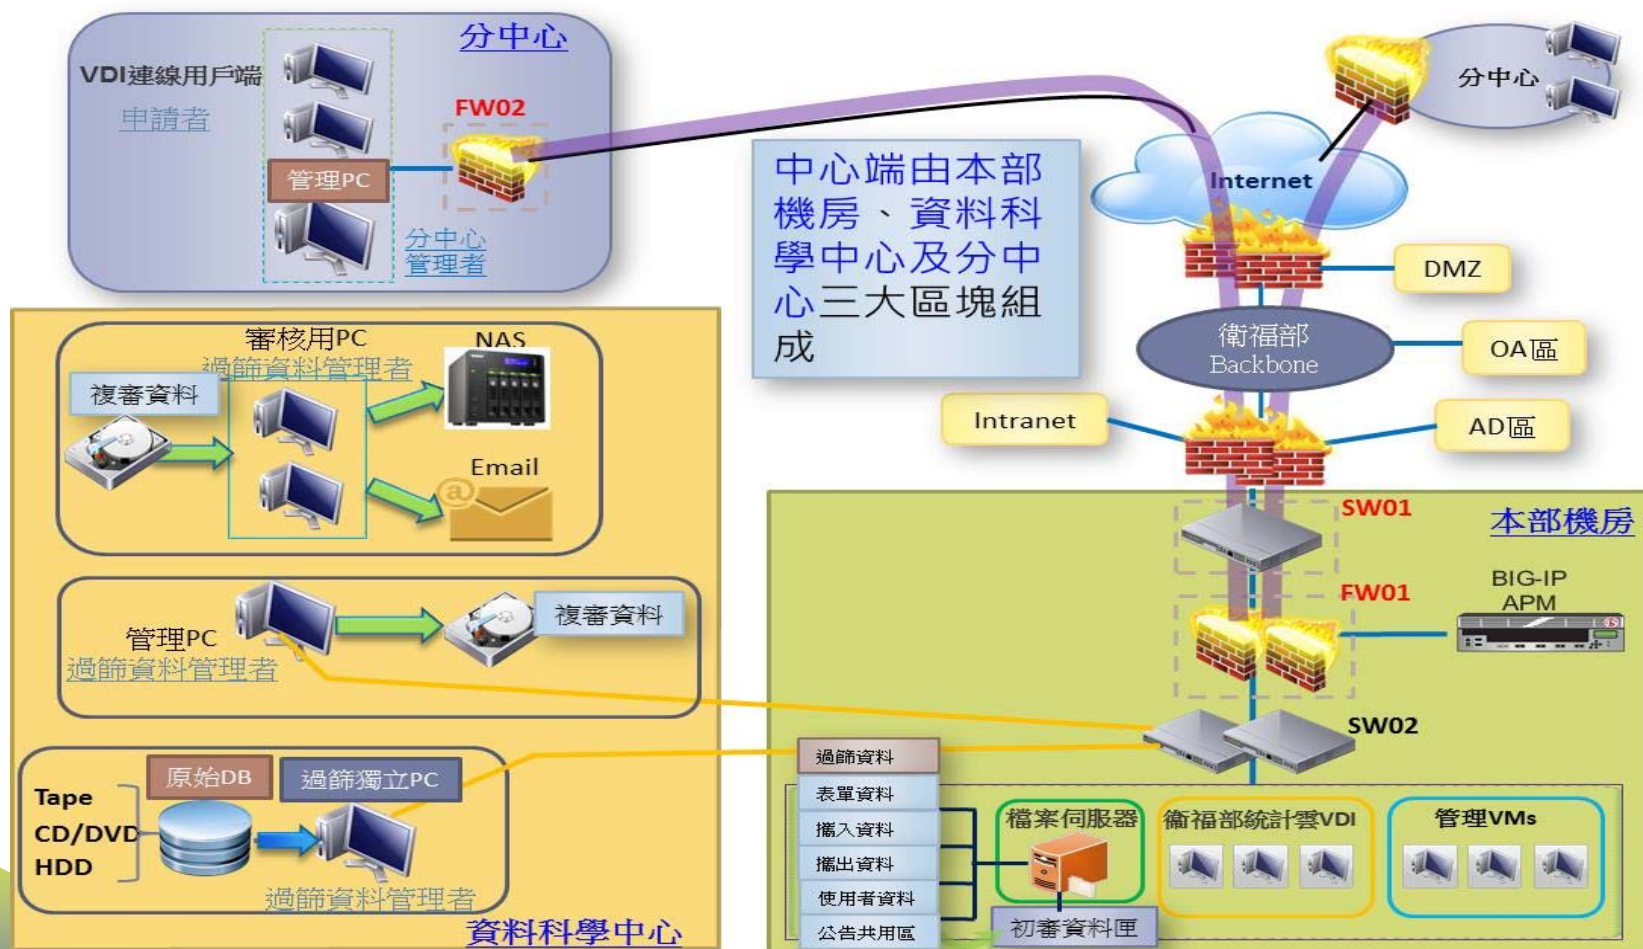 分中心
VDI連線用戶端
申請者
FW02
管理PC
分中心
管理者
分中心
Internet
中心端由本部
機房、資料科
學中心及分中
心三大區塊組
成
DMZ
衛福部
Backbone
OA區
Intranet
AD區
審核用PC
過篩資料管理者
NAS
複審資料
Email
@
管理PC
過篩資料管理者
複審資料
原始DB
過篩獨立PC
Tape
CD/DVD
HDD
過篩資料管理者
資料科學中心
SW01
本部機房
FW01
BIG-IP
APM
SW02
過篩資料
表單資料
攜入資料
攜出資料
使用者資料
公告共用區
檔案伺服器
初審資料匣
衛福部統計雲VDI
管理VMs